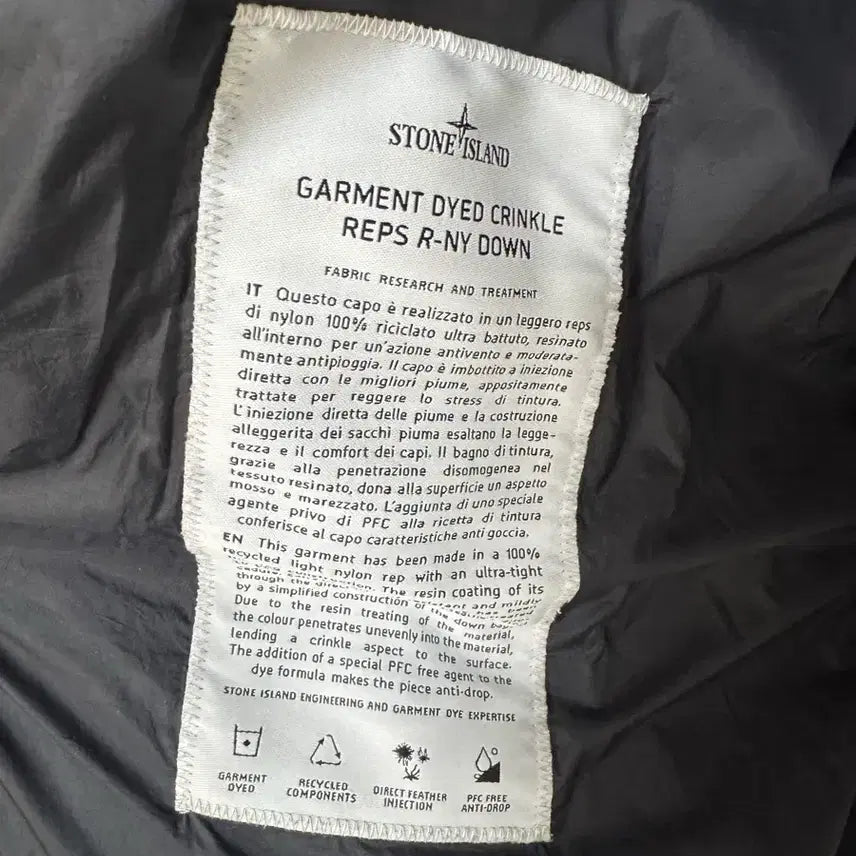 STONE ISLAND
GARMENT DYED CRINKLE
REPS R-NY DOWN
FABRIC RESEARCH AND TREATMENT
IT Questo capo è realizzato in un leggero reps
di nylon 100% riciclato ultra battuto, resinato
all'interno per un'azione antivento e moderata-
mente antipioggia. Il capo è imbottito a iniezione
diretta con le migliori piume, appositamente
trattate per reggere lo stress di tintura.
L'iniezione diretta delle piume e la costruzione
alleggerita dei sacchi piuma esaltano la legge-
rezza e il comfort dei capi. Il bagno di tintura,
grazie alla penetrazione disomogenea nel
tessuto resinato, dona alla superficie un aspetto
mosso e marezzato. L'aggiunta di uno speciale
agente privo di PFC alla ricetta di tintura
conferisce al capo caratteristiche anti goccia.
EN This garment has been made in a 100%
recycled light nylon rep with an ultra-tight
The resin coating of its
and mildly
through the
by a simplified construction of the down
Due to the resin treating of the material,
the colour penetrates unevenly into the material,
lending a crinkle aspect to the surface.
The addition of a special PFC free agent to the
dye formula makes the piece anti-drop.
STONE ISLAND ENGINEERING AND GARMENT DYE EXPERTISE
GARMENT
DYED
RECYCLED
COMPONENTS
DIRECT FEATHER
INJECTION
PFC FREE
ANTI-DROP